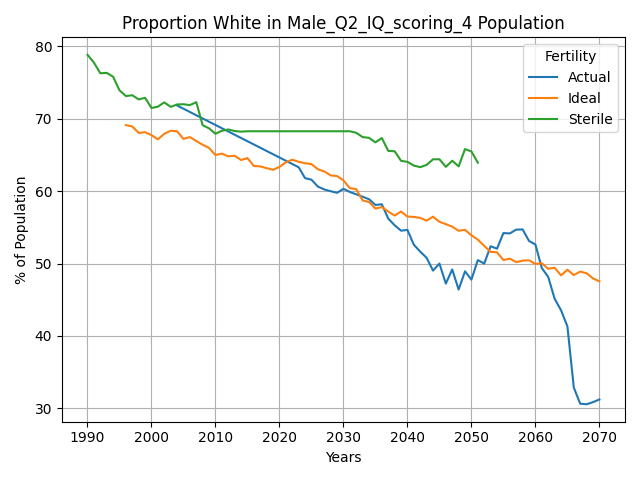 Proportion White in Male_Q2_IQ_scoring_4 Population
Fertility
Actual
Ideal
Sterile
% of Population
80
70
60
50
40
30
1990 2000 2010 2020 2030 2040 2050 2060 2070
Years